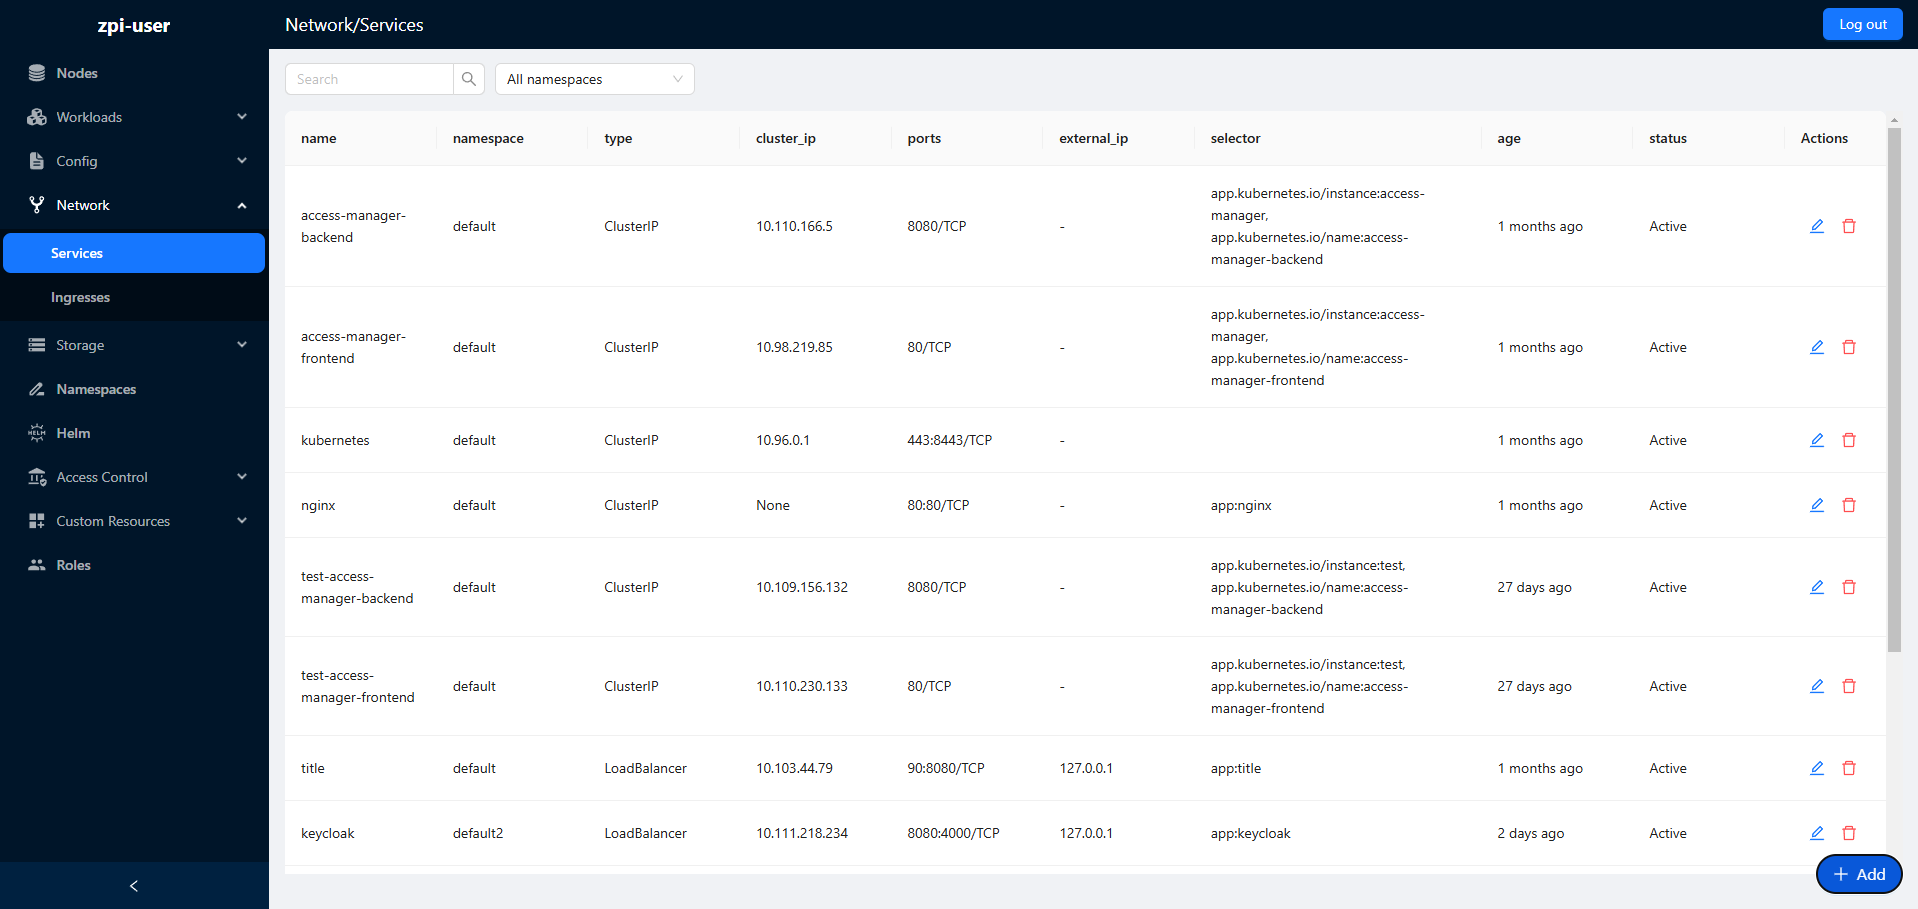 zpi-user
Network/Services
Log out
Nodes
Workloads
Config
Network
Services
Ingresses
Storage
Namespaces
HELM
Helm
Access Control
Custom Resources
Roles
Search
All namespaces
name namespace type cluster_ip ports external_ip selector age status Actions
access-manager-
backend
default ClusterIP 10.110.166.5 8080/TCP -
app.kubernetes.io/instance:access-
manager,
app.kubernetes.io/name:access-
manager-backend
1 months ago Active
access-manager-
frontend
default ClusterIP 10.98.219.85 80/TCP -
app.kubernetes.io/instance:access-
manager,
app.kubernetes.io/name:access-
manager-frontend
1 months ago Active
kubernetes default ClusterIP 10.96.0.1 443:8443/TCP - 1 months ago Active
nginx default ClusterIP None 80:80/TCP - app:nginx 1 months ago Active
test-access-
manager-backend
default ClusterIP 10.109.156.132 8080/TCP -
app.kubernetes.io/instance:test,
app.kubernetes.io/name:access-
manager-backend
27 days ago Active
test-access-
manager-frontend
default ClusterIP 10.110.230.133 80/TCP -
app.kubernetes.io/instance:test,
app.kubernetes.io/name:access-
manager-frontend
27 days ago Active
title default LoadBalancer 10.103.44.79 90:8080/TCP 127.0.0.1 app:title 1 months ago Active
keycloak default2 LoadBalancer 10.111.218.234 8080:4000/TCP 127.0.0.1 app:keycloak 2 days ago Active
Add